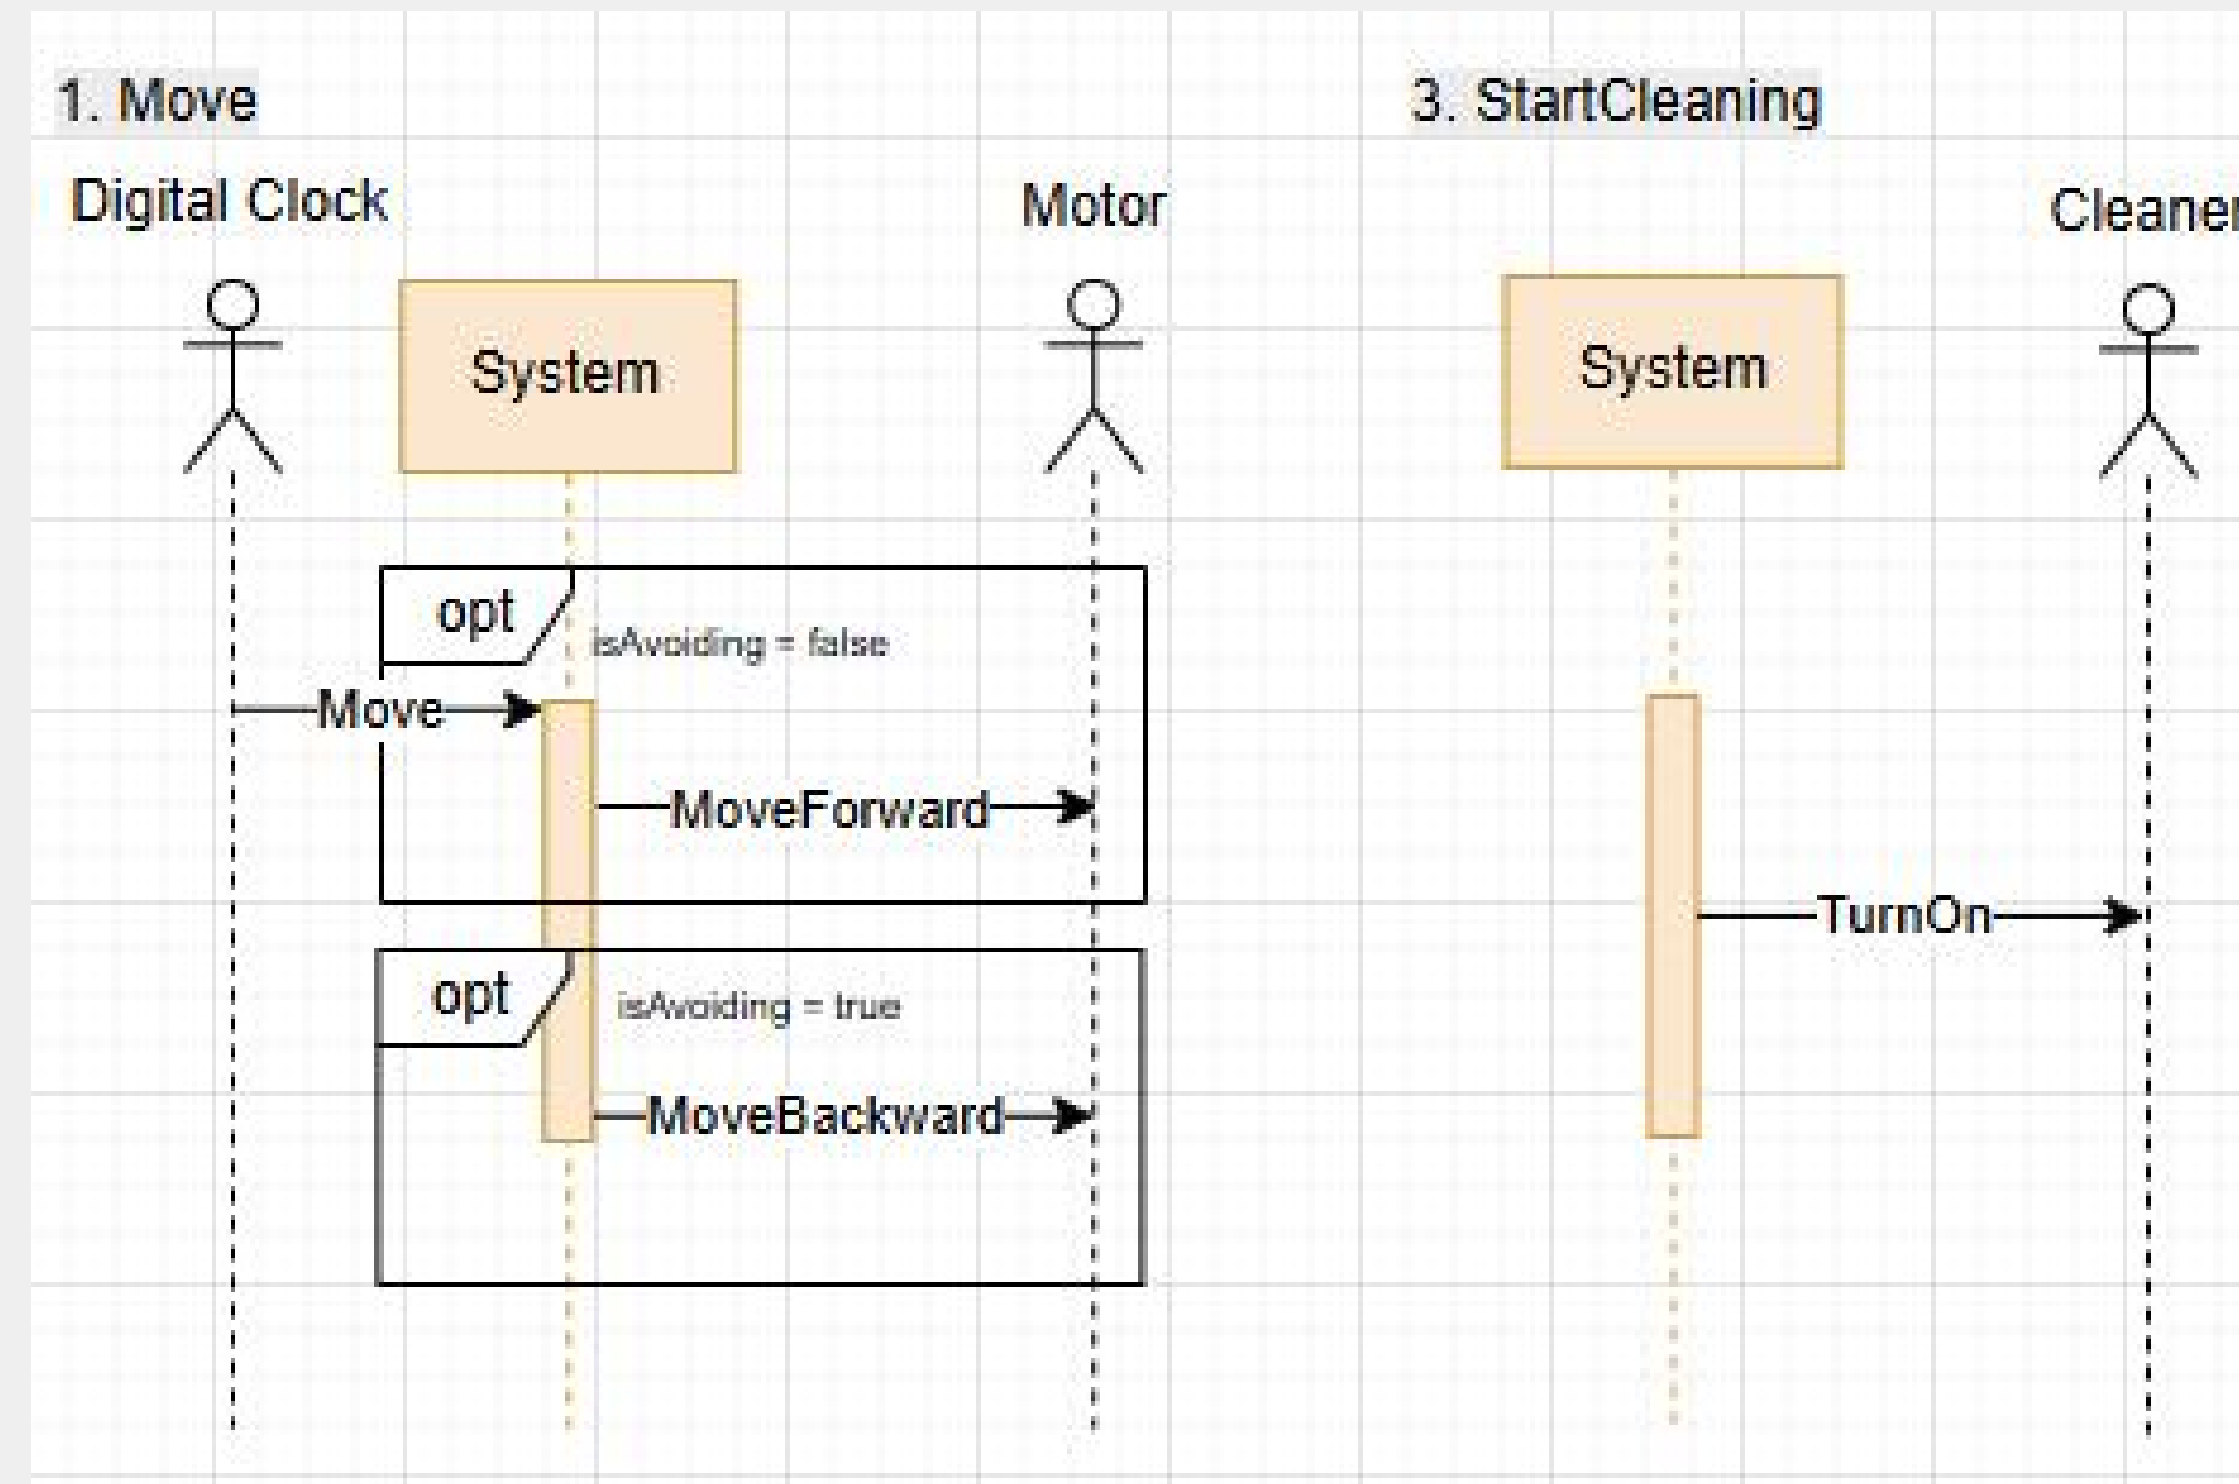 1. Move
Digital Clock
System
Motor
opt
isAvoiding = false
Move
MoveForward
opt
isAvoiding = true
MoveBackward
3. StartCleaning
System
Cleaner
TurnOn